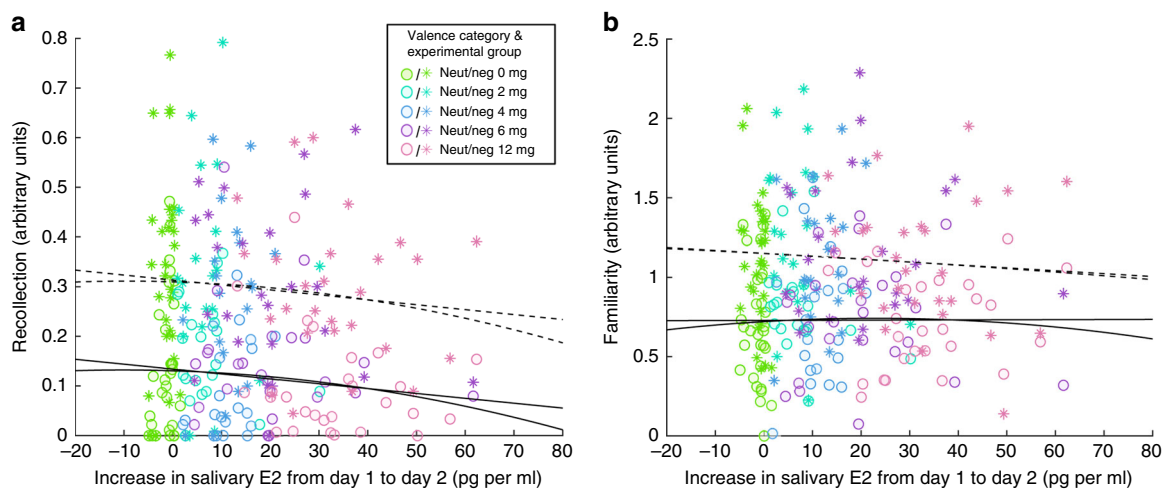 a
0.8
0.7
0.6
0.5
0.4
0.3
0.2
0.1
0
Recollection (arbitrary units)
−20 −10 0 10 20 30 40 50 60 70 80
Increase in salivary E2 from day 1 to day 2 (pg per ml)
Valence category &
experimental group
/ Neut/neg 0 mg
/ Neut/neg 2 mg
/ Neut/neg 4 mg
/ Neut/neg 6 mg
/ Neut/neg 12 mg
b
2.5
2
1.5
1
0.5
0
Familiarity (arbitrary units)
−20 −10 0 10 20 30 40 50 60 70 80
Increase in salivary E2 from day 1 to day 2 (pg per ml)